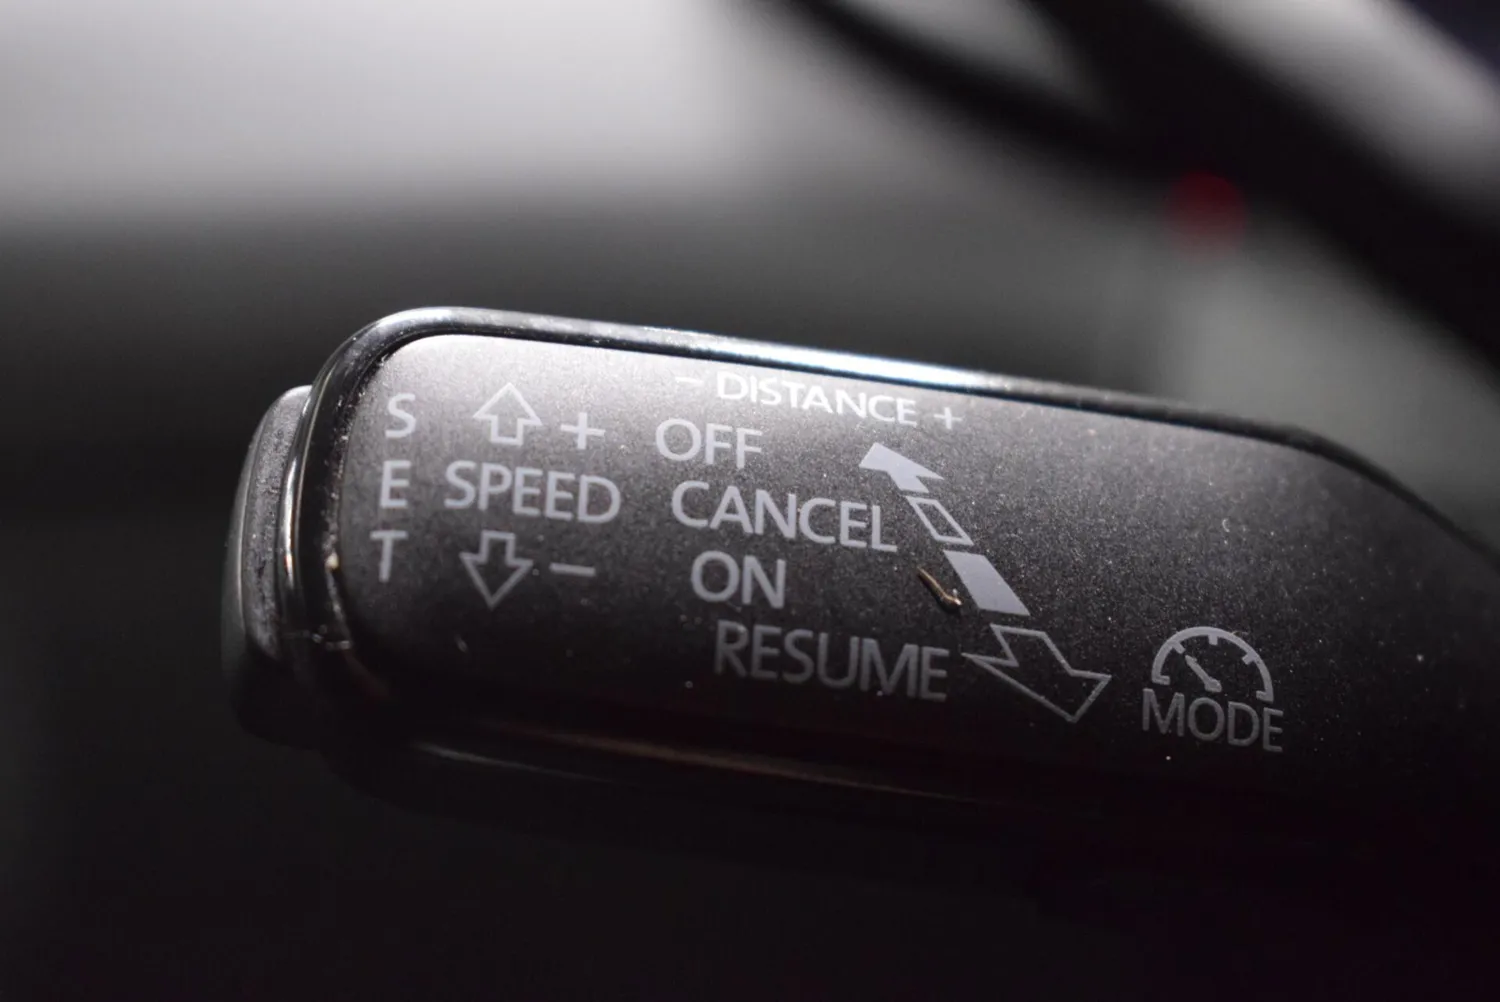 - DISTANCE +
S
E
T
+
SPEED
-
OFF
CANCEL
ON
RESUME
MODE